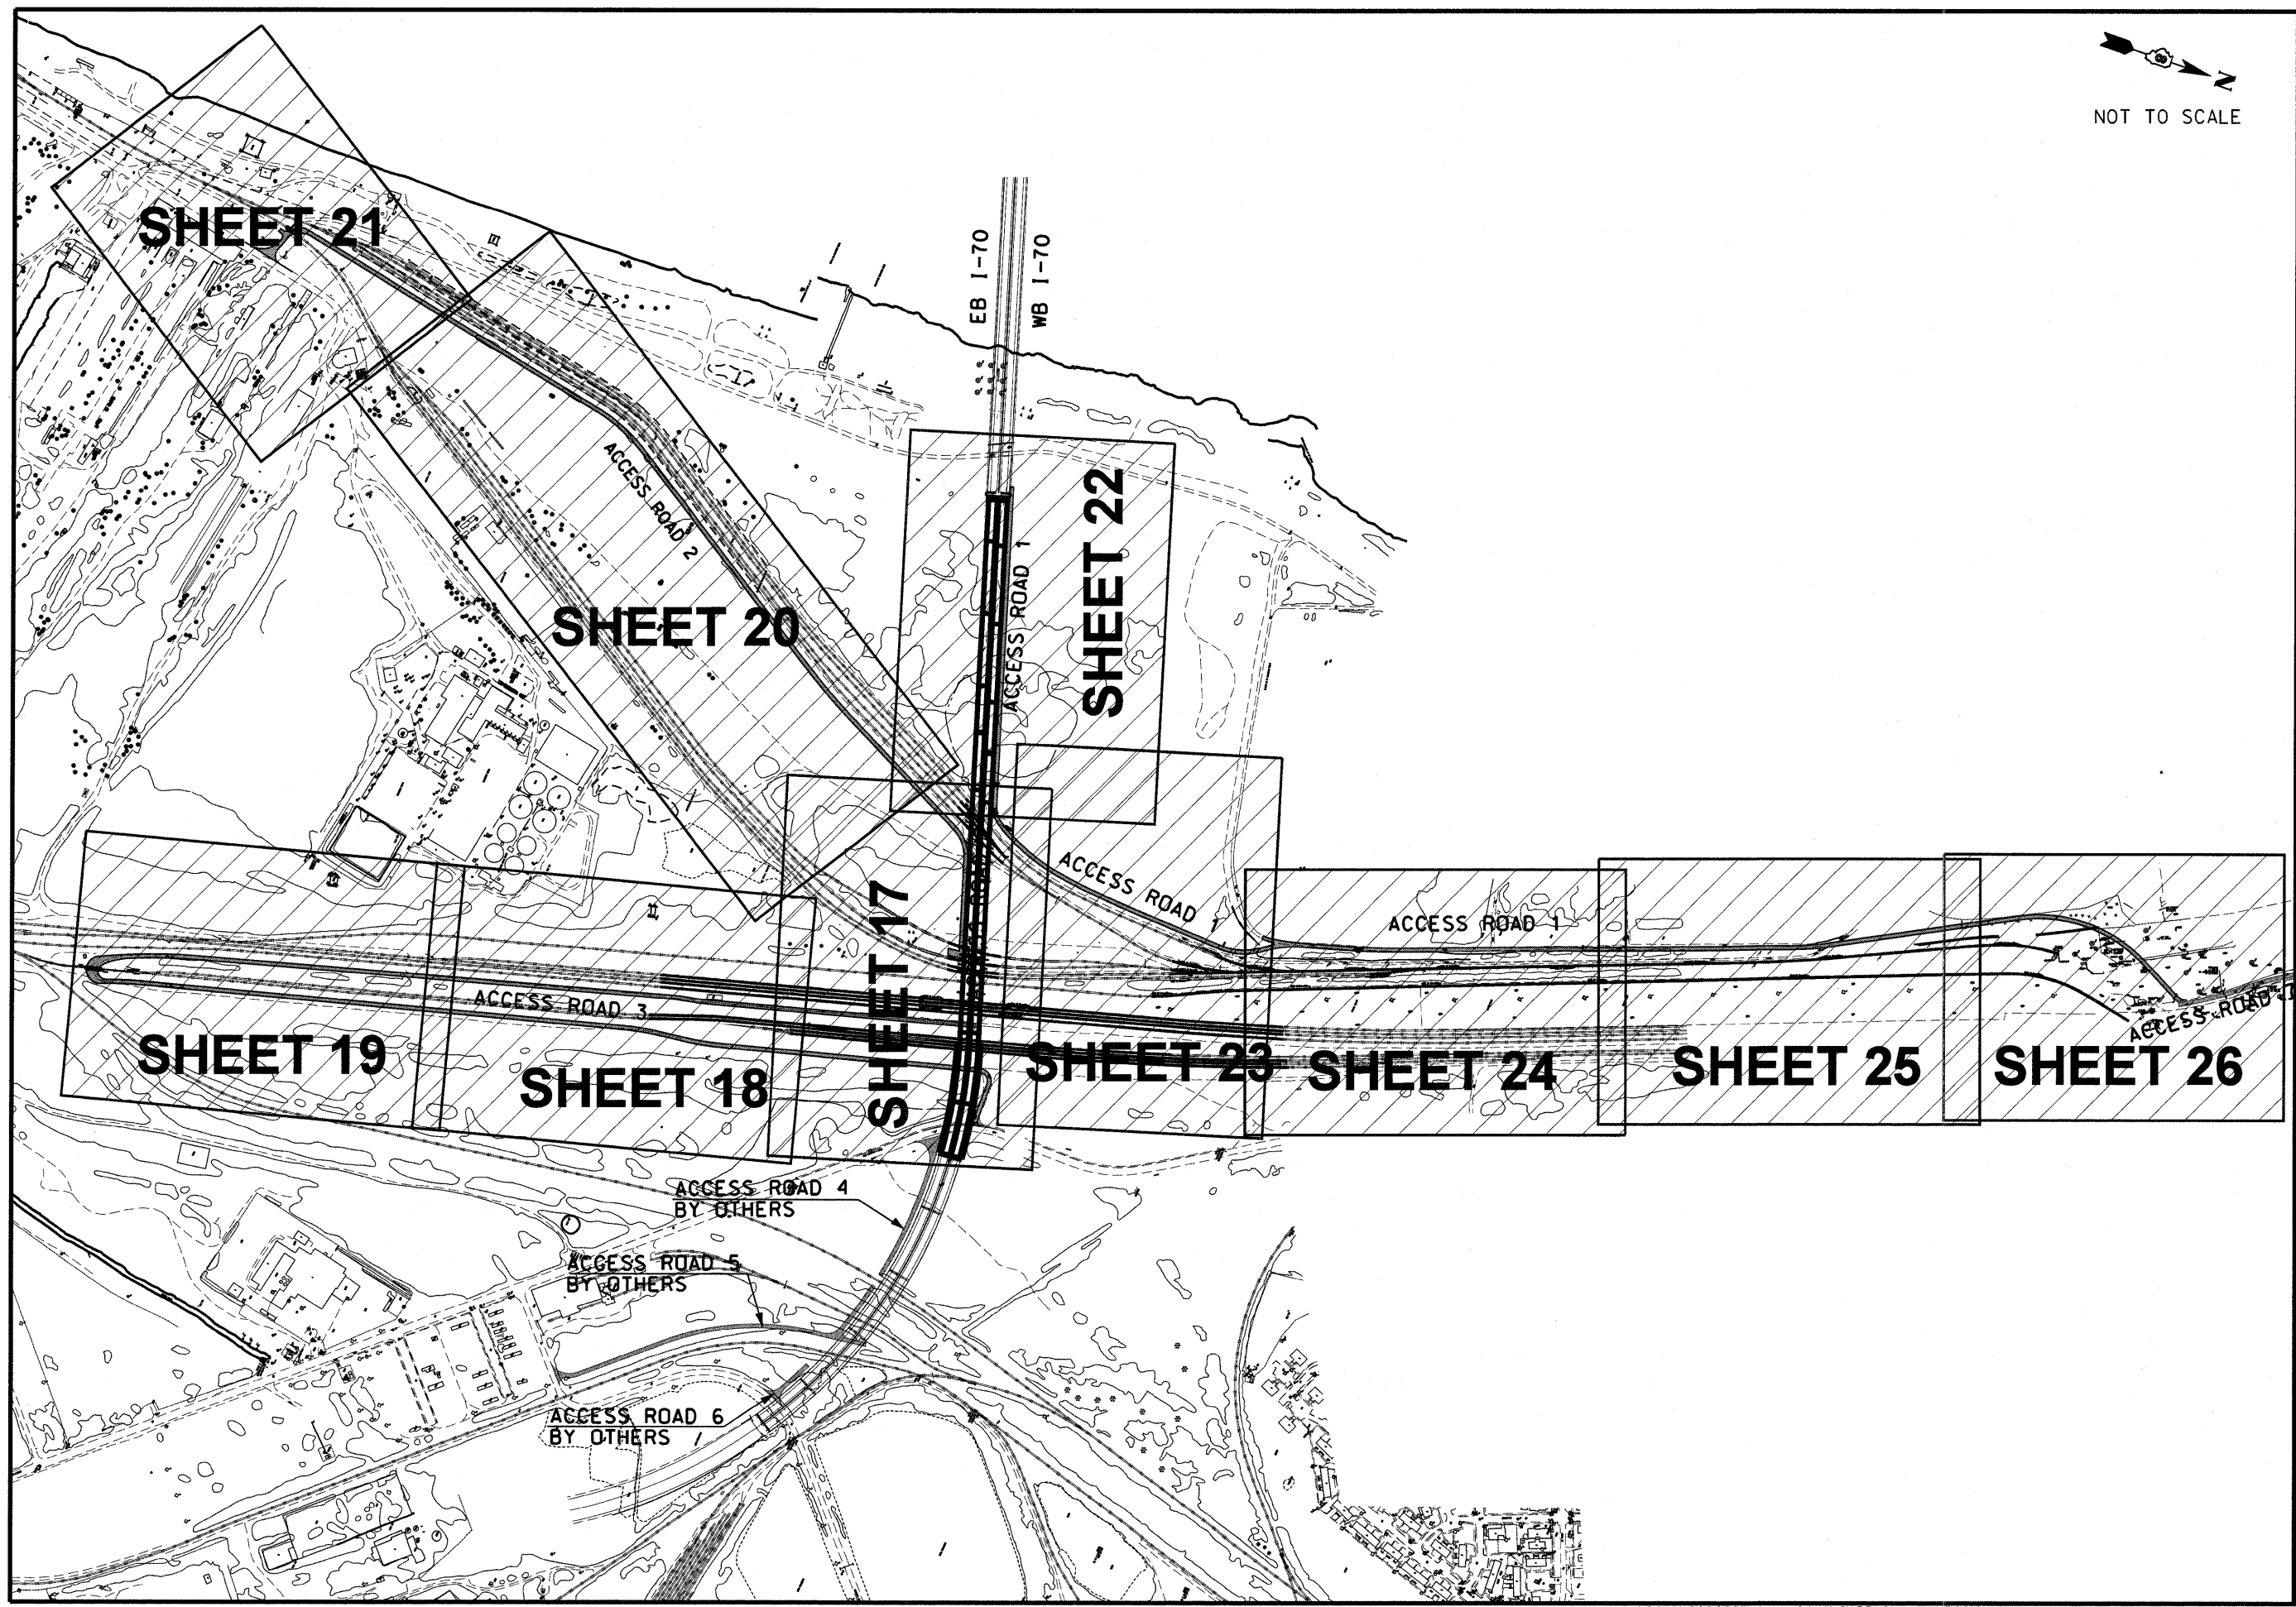 N
NOT TO SCALE
SHEET 21
EB I-70
WB I-70
ACCESS ROAD 2
SHEET 22
ACCESS ROAD 1
SHEET 20
ACCESS ROAD 1
ACCESS ROAD 1
SHEET 17
ACCESS ROAD 3
ACCESS ROAD 1
SHEET 19
SHEET 18
SHEET 23
SHEET 24
SHEET 25
SHEET 26
ACCESS ROAD 4
BY OTHERS
ACCESS ROAD 5
BY OTHERS
ACCESS ROAD 6
BY OTHERS